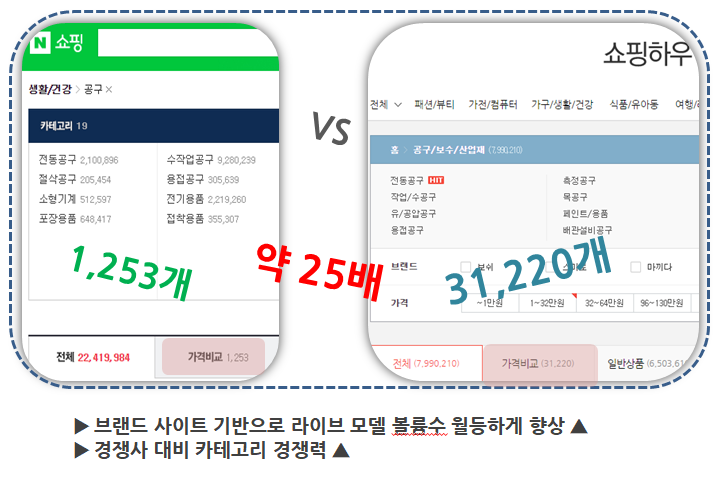 N 쇼핑
생활/건강 > 공구 ×
카테고리 19
전동공구 2,100,896 수작업공구 9,280,239
절삭공구 205,454 용접공구 305,639
소형기계 512,597 전기용품 2,219,260
포장용품 648,417 접착용품 355,307
1,253개
전체 22,419,984 가격비교 1,253
VS
약 25배
쇼핑하우
전체 패션/뷰티 가전/컴퓨터 가구/생활/건강 식품/유아동 여행/
홈 공구/보수/산업재 (7,990,210)
전동공구 HIT 측정공구
작업/수공구 목공구
유/공압공구 페인트/용품
용접공구 배관설비공구
31,220개
브랜드 보쉬 마끼다
가격 ~1만원 1~32만원 32~64만원 96~130만원
전체 (7,990,210) 가격비교 (31,220) 일반상품 (6,503,61
▶ 브랜드 사이트 기반으로 라이브 모델 볼륨수 월등하게 향상 ▲
▶ 경쟁사 대비 카테고리 경쟁력 ▲